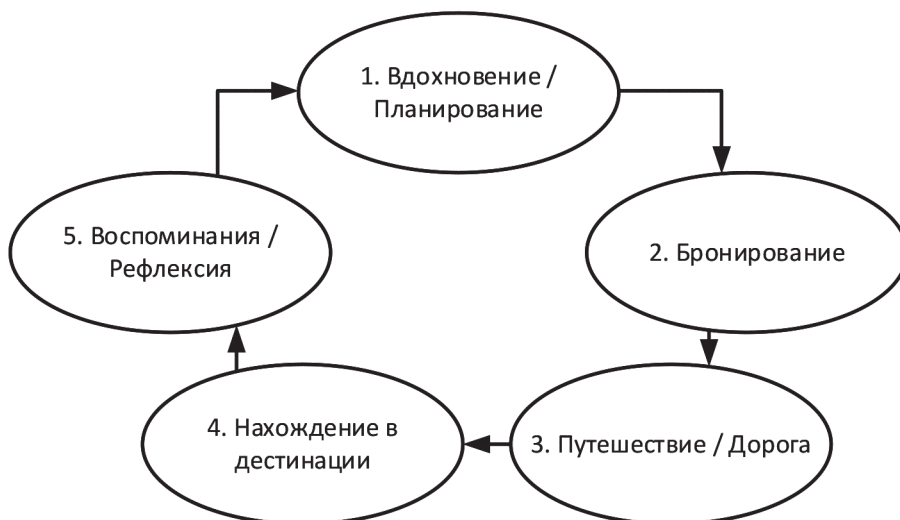 1. Вдохновение /
Планирование
2. Бронирование
3. Путешествие / Дорога
4. Нахождение в
дестинации
5. Воспоминания /
Рефлексия